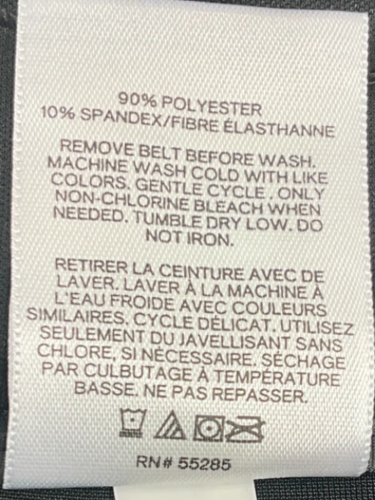 90% POLYESTER
10% SPANDEX/FIBRE ÉLASTHANNE
REMOVE BELT BEFORE WASH.
MACHINE WASH COLD WITH LIKE
COLORS. GENTLE CYCLE . ONLY
NON-CHLORINE BLEACH WHEN
NEEDED. TUMBLE DRY LOW. DO
NOT IRON.
RETIRER LA CEINTURE AVEC DE
LAVER. LAVER À LA MACHINE À
L'EAU FROIDE AVEC COULEURS
SIMILAIRES. CYCLE DÉLICAT. UTILISEZ
SEULEMENT DU JAVELLISANT SANS
CHLORE, SI NÉCESSAIRE. SÉCHAGE
PAR CULBUTAGE À TEMPÉRATURE
BASSE. NE PAS REPASSER.
RN# 55285